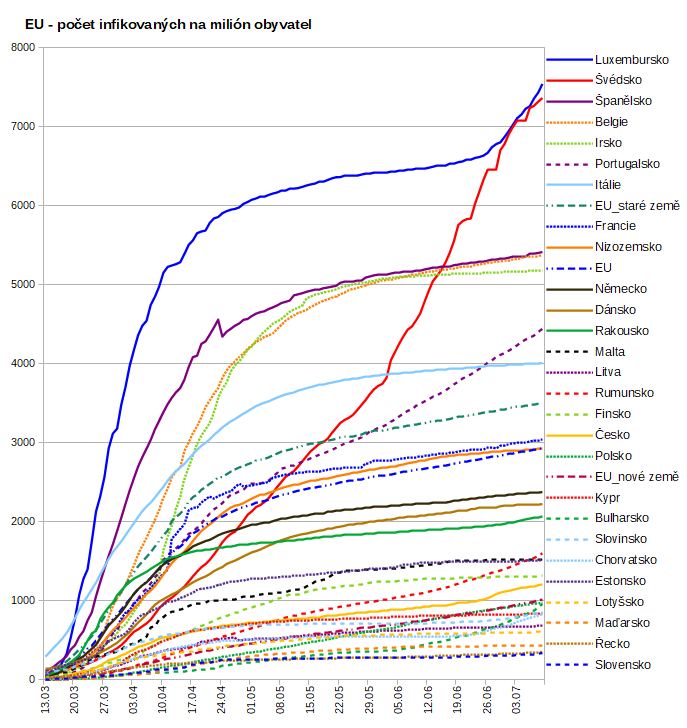 EU - počet infikovaných na milión obyvatel
8000
7000
6000
5000
4000
3000
2000
1000
0
13.03
20.03
27.03
03.04
10.04
17.04
24.04
01.05
08.05
15.05
22.05
29.05
05.06
12.06
19.06
26.06
03.07
Luxembursko
Švédsko
Španělsko
Belgie
Irsko
Portugalsko
Itálie
EU_staré země
Francie
Nizozemsko
EU
Německo
Dánsko
Rakousko
Malta
Litva
Rumunsko
Finsko
Česko
Polsko
EU_nové země
Kypr
Bulharsko
Slovinsko
Chorvatsko
Estonsko
Lotyšsko
Maďarsko
Řecko
Slovensko